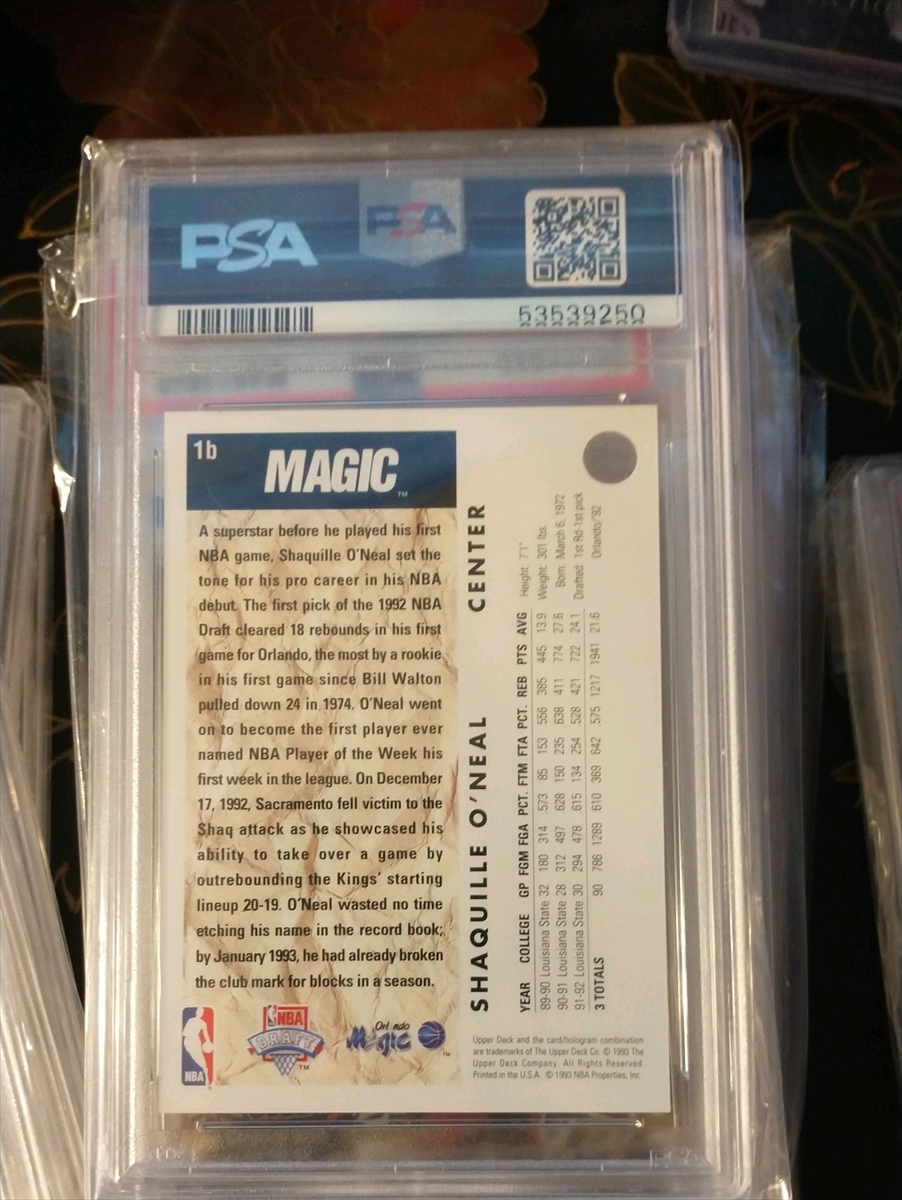 PSA
PSA
53539250
1b
MAGIC™
A superstar before he played his first
NBA game, Shaquille O'Neal set the
tone for his pro career in his NBA
debut. The first pick of the 1992 NBA
Draft cleared 18 rebounds in his first
game for Orlando, the most by a rookie
in his first game since Bill Walton
pulled down 24 in 1974. O'Neal went
on to become the first player ever
named NBA Player of the Week his
first week in the league. On December
17, 1992, Sacramento fell victim to the
Shaq attack as he showcased his
ability to take over a game by
outrebounding the Kings' starting
lineup 20-19. O'Neal wasted no time
etching his name in the record book;
by January 1993, he had already broken
the club mark for blocks in a season.
NBA
NBA
DRAFT
™
Orlando
Magic
™
SHAQUILLE O'NEAL CENTER
YEAR COLLEGE GP FGM FGA PCT. FTM FTA PCT. REB PTS AVG
89-90 Louisiana State 32 180 314 .573 85 153 .556 385 445 13.9
90-91 Louisiana State 28 312 497 .628 150 235 .638 411 774 27.6
91-92 Louisiana State 30 294 478 .615 134 254 .528 421 722 24.1
3 TOTALS 90 786 1289 .610 369 642 .575 1217 1941 21.6
Height: 7'1"
Weight: 301 lbs.
Born: March 6, 1972
Drafted: 1st Rd-1st pick
Orlando/'92
Upper Deck and the card/hologram combination
are trademarks of The Upper Deck Co. © 1993 The
Upper Deck Company. All Rights Reserved.
Printed in the U.S.A. © 1993 NBA Properties, Inc.